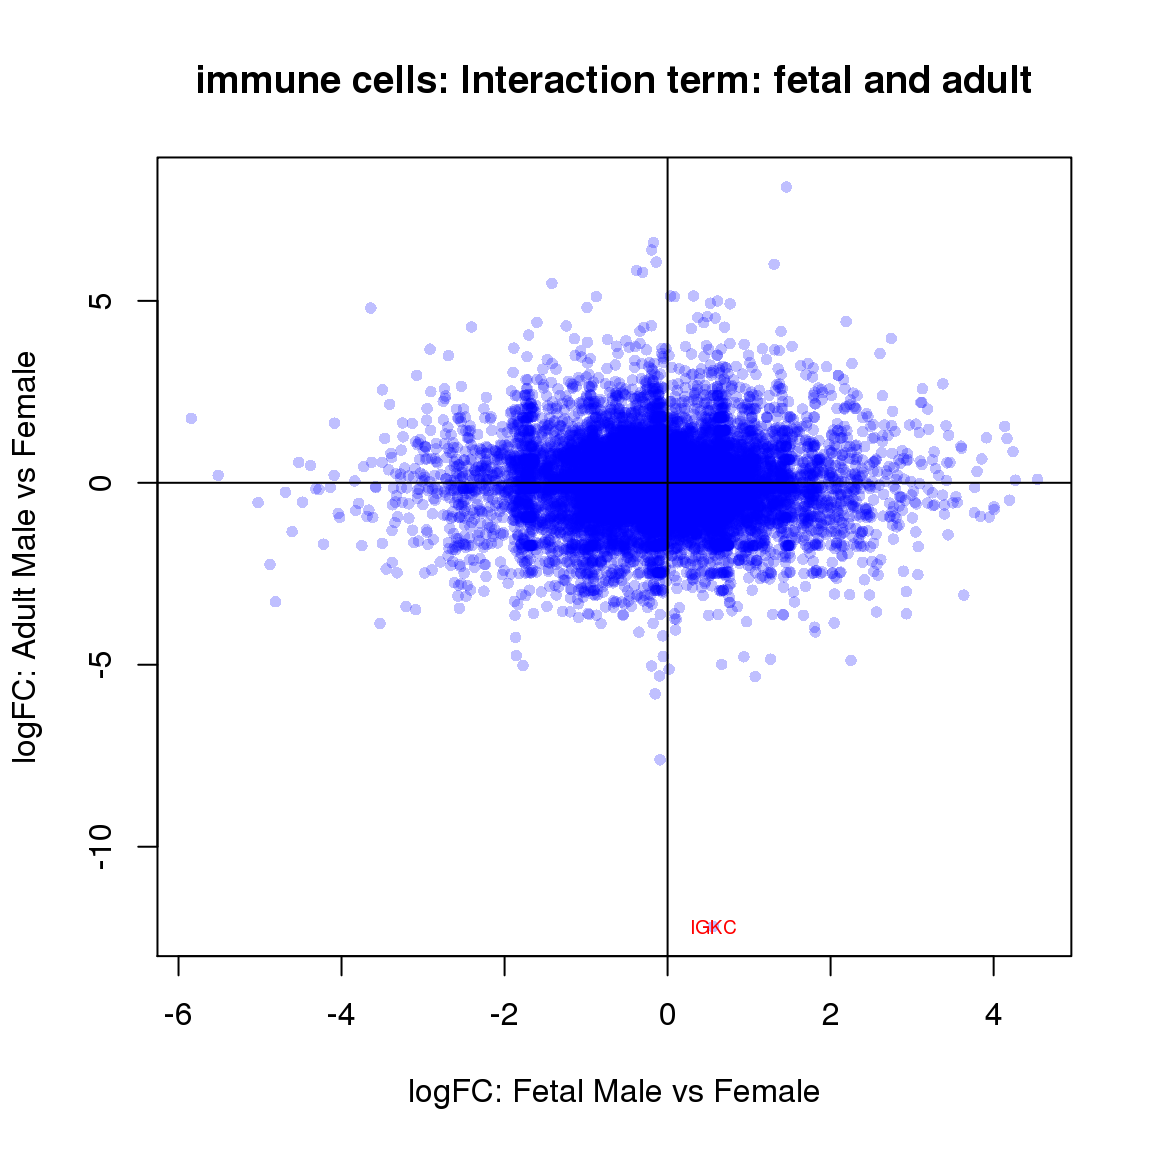 immune cells: Interaction term: fetal and adult
logFC: Adult Male vs Female
5
0
-5
-10
IGKC
-6 -4 -2 0 2 4
logFC: Fetal Male vs Female